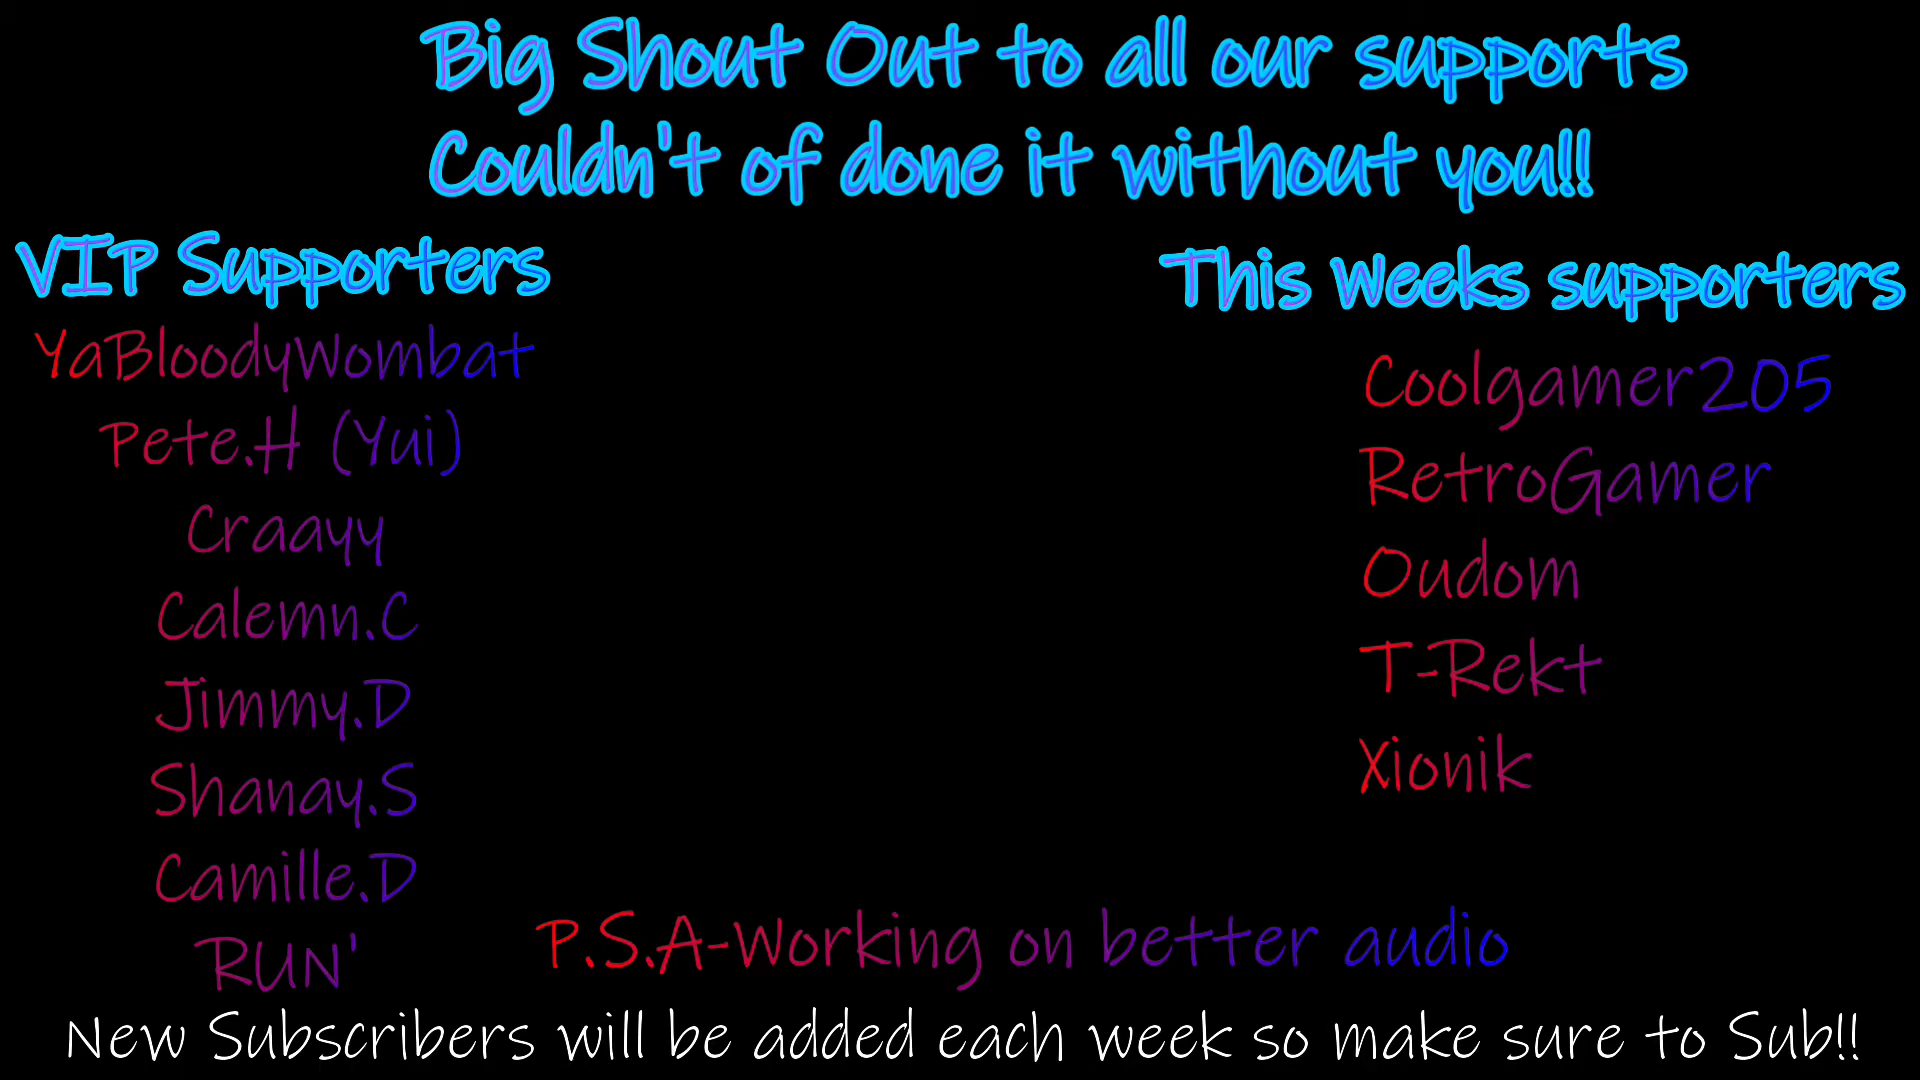 Big Shout Out to all our supports
Couldn't of done it without you!!
VIP Supporters
YaBloodyWombat
Pete.H (Yui)
Craayy
Calemn.C
Jimmy.D
Shanay.S
Camille.D
RUN'
This Weeks supporters
Coolgamer205
RetroGamer
Oudom
T-Rekt
Xionik
P.S.A-Working on better audio
New Subscribers will be added each week so make sure to Sub!!